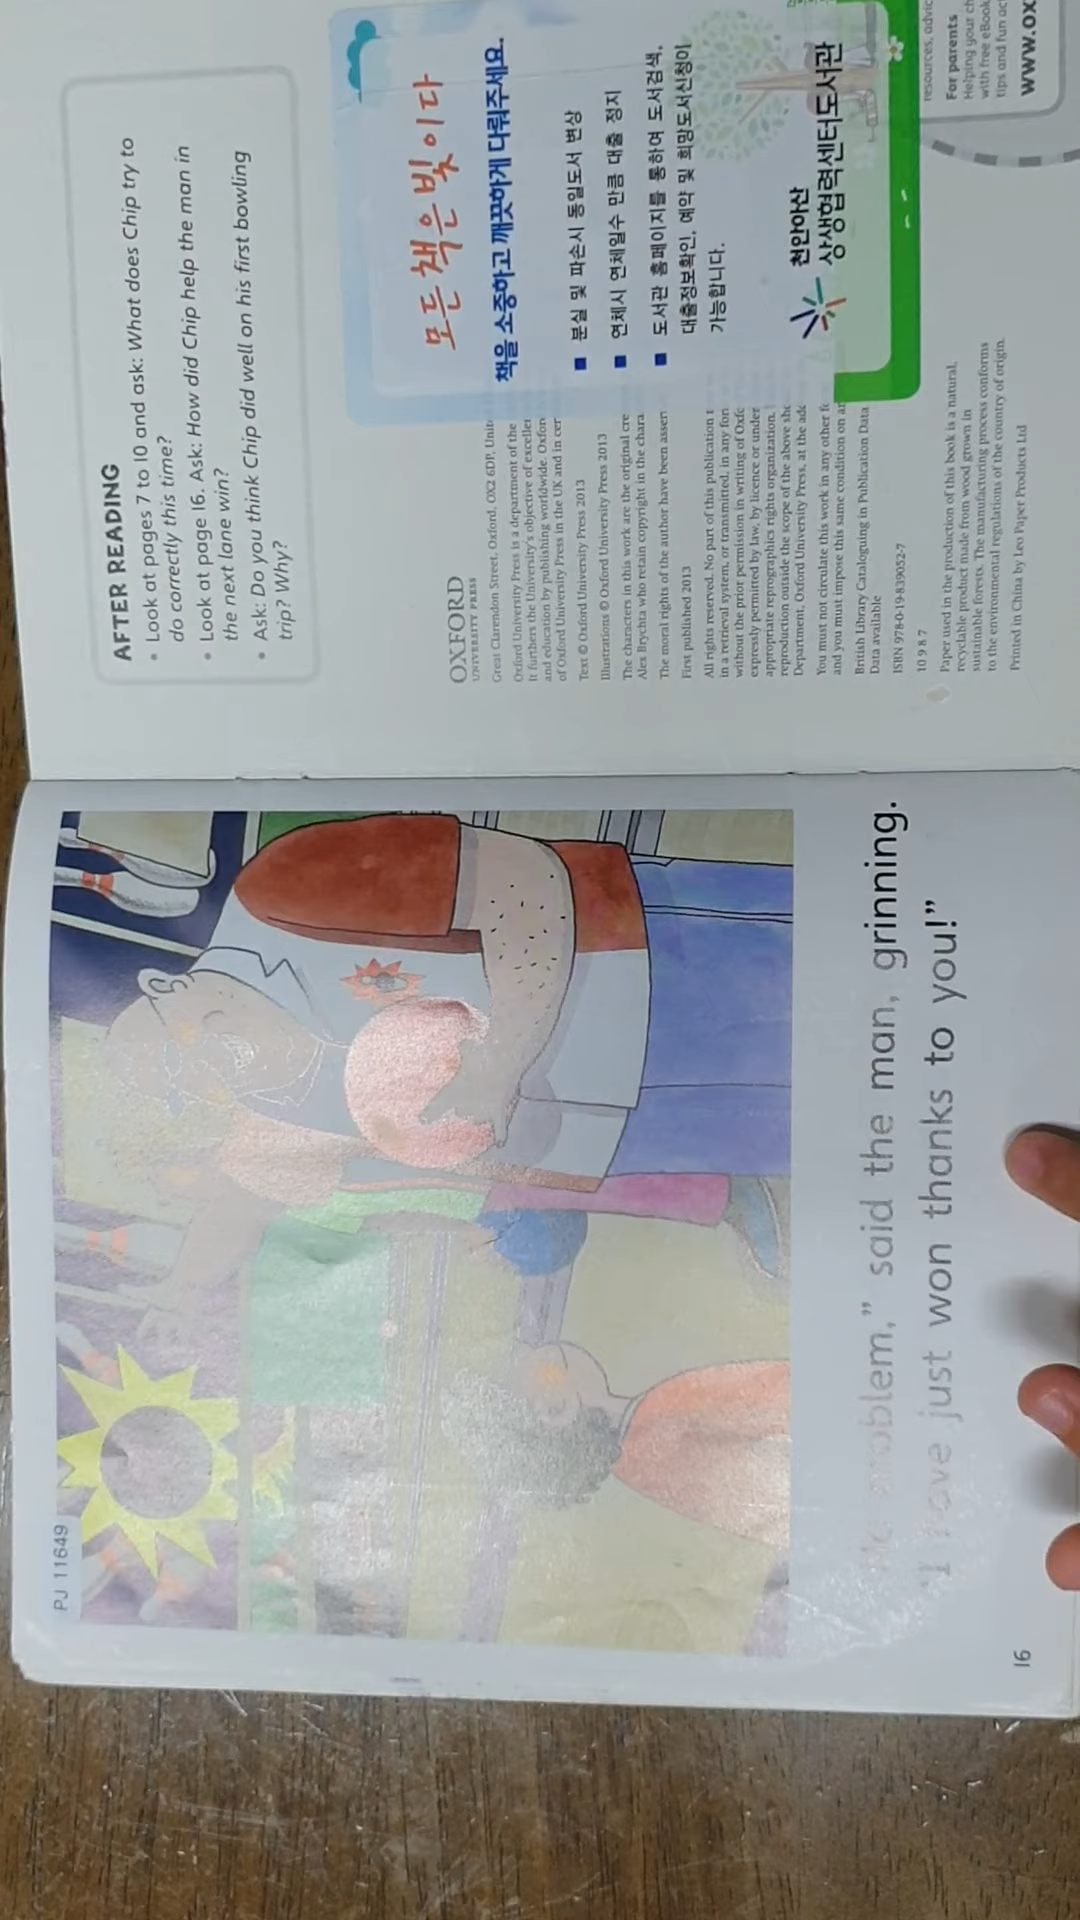 PJ 11649
problem,” said the man, grinning.
“I have just won thanks to you!”
16
AFTER READING
• Look at pages 7 to 10 and ask: What does Chip try to
do correctly this time?
• Look at page 16. Ask: How did Chip help the man in
the next lane win?
• Ask: Do you think Chip did well on his first bowling
trip? Why?
OXFORD
UNIVERSITY PRESS
Great Clarendon Street, Oxford, OX2 6DP,
Oxford University Press is a department of the
It furthers the University's objective of
and education by publishing worldwide. Oxford
of Oxford University Press in the UK and in
Text © Oxford University Press 2013
Illustrations © Oxford University Press 2013
The characters in this work are the original
Alex Brychta who retain copyright in the
The moral rights of the author have been
First published 2013
All rights reserved. No part of this publication
in a retrieval system, or transmitted, in any
without the prior permission in writing of
expressly permitted by law, by licence or under
appropriate reprographics rights organization.
reproduction outside the scope of the above
Department, Oxford University Press, at the
You must not circulate this work in any other
and you must impose this same condition on
British Library Cataloguing in Publication Data
Data available
ISBN 978-0-19-839052-7
10 9 8 7
Paper used in the production of this book is a natural,
recyclable product made from wood grown in
sustainable forests. The manufacturing process conforms
to the environmental regulations of the country of origin.
Printed in China by Leo Paper Products Ltd
모든 책은 빛이다
책을 소중하고 깨끗하게 다뤄주세요.
■ 분실 및 파손시 동일도서 변상
■ 연체시 연체일수 만큼 대출 정지
■ 도서관 홈페이지를 통하여 도서검색,
대출정보확인, 예약 및 희망도서신청이
가능합니다.
천안아산
상생협력센터도서관
resources,
For parents
Helping your
with free
tips and fun